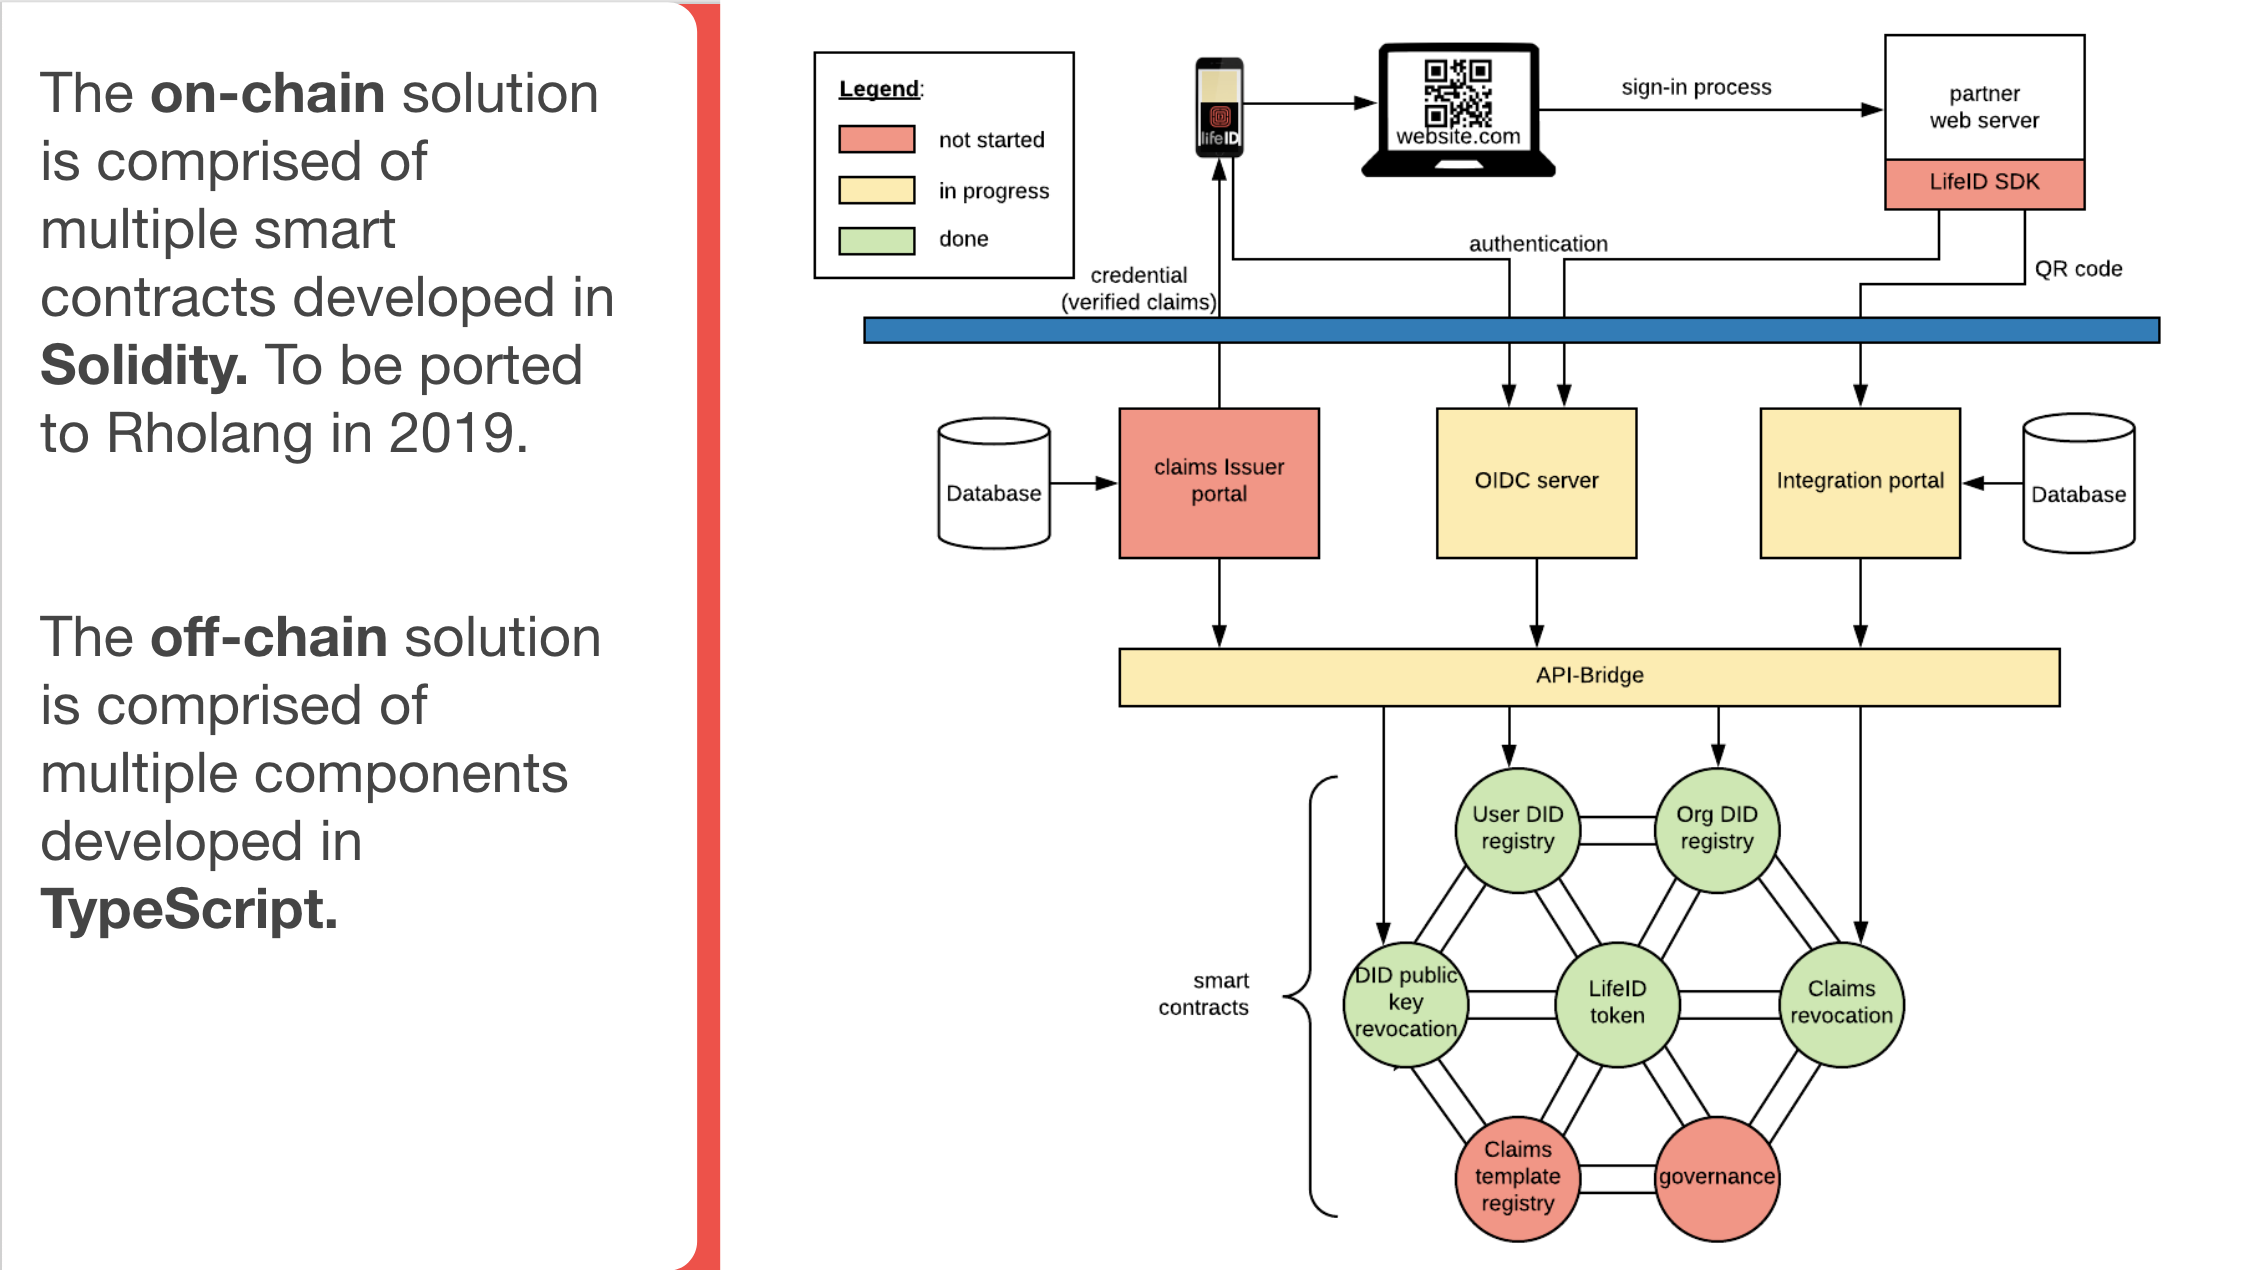 The on-chain solution
is comprised of
multiple smart
contracts developed in
Solidity. To be ported
to Rholang in 2019.
The off-chain solution
is comprised of
multiple components
developed in
TypeScript.
Legend:
not started
in progress
done
lifeID
website.com
sign-in process
partner
web server
LifeID SDK
authentication
QR code
credential
(verified claims)
Database
claims Issuer
portal
OIDC server
Integration portal
Database
API-Bridge
User DID
registry
Org DID
registry
smart
contracts
DID public
key
revocation
LifeID
token
Claims
revocation
Claims
template
registry
governance